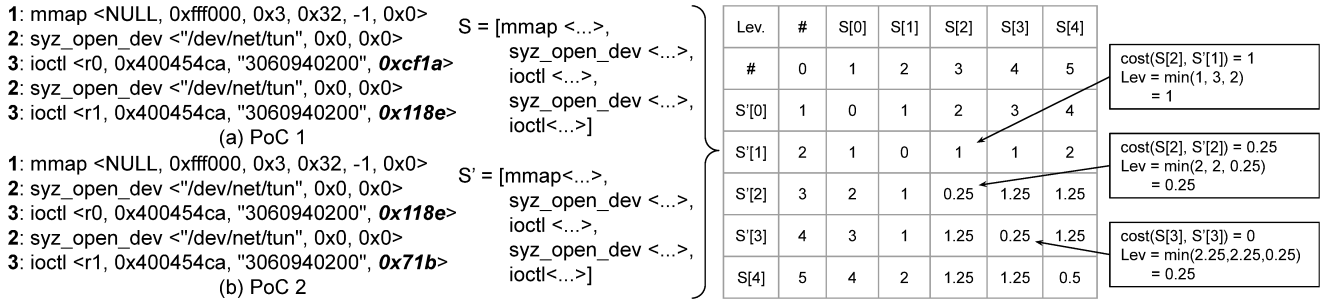 1: mmap <NULL, 0xfff000, 0x3, 0x32, -1, 0x0>
2: syz_open_dev <"/dev/net/tun", 0x0, 0x0>
3: ioctl <r0, 0x400454ca, "3060940200", 0xcf1a>
2: syz_open_dev <"/dev/net/tun", 0x0, 0x0>
3: ioctl <r1, 0x400454ca, "3060940200", 0x118e>
(a) PoC 1
1: mmap <NULL, 0xfff000, 0x3, 0x32, -1, 0x0>
2: syz_open_dev <"/dev/net/tun", 0x0, 0x0>
3: ioctl <r0, 0x400454ca, "3060940200", 0x118e>
2: syz_open_dev <"/dev/net/tun", 0x0, 0x0>
3: ioctl <r1, 0x400454ca, "3060940200", 0x71b>
(b) PoC 2
S = [mmap <...>,
syz_open_dev <...>,
ioctl <...>,
syz_open_dev <...>,
ioctl<...>]
S' = [mmap<...>,
syz_open_dev <...>,
ioctl <...>,
syz_open_dev <...>,
ioctl<...>]
Lev. # S[0] S[1] S[2] S[3] S[4]
# 0 1 2 3 4 5
S'[0] 1 0 1 2 3 4
S'[1] 2 1 0 1 1 2
S'[2] 3 2 1 0.25 1.25 1.25
S'[3] 4 3 1 1.25 0.25 1.25
S[4] 5 4 2 1.25 1.25 0.5
cost(S[2], S'[1]) = 1
Lev = min(1, 3, 2)
= 1
cost(S[2], S'[2]) = 0.25
Lev = min(2, 2, 0.25)
= 0.25
cost(S[3], S'[3]) = 0
Lev = min(2.25,2.25,0.25)
= 0.25